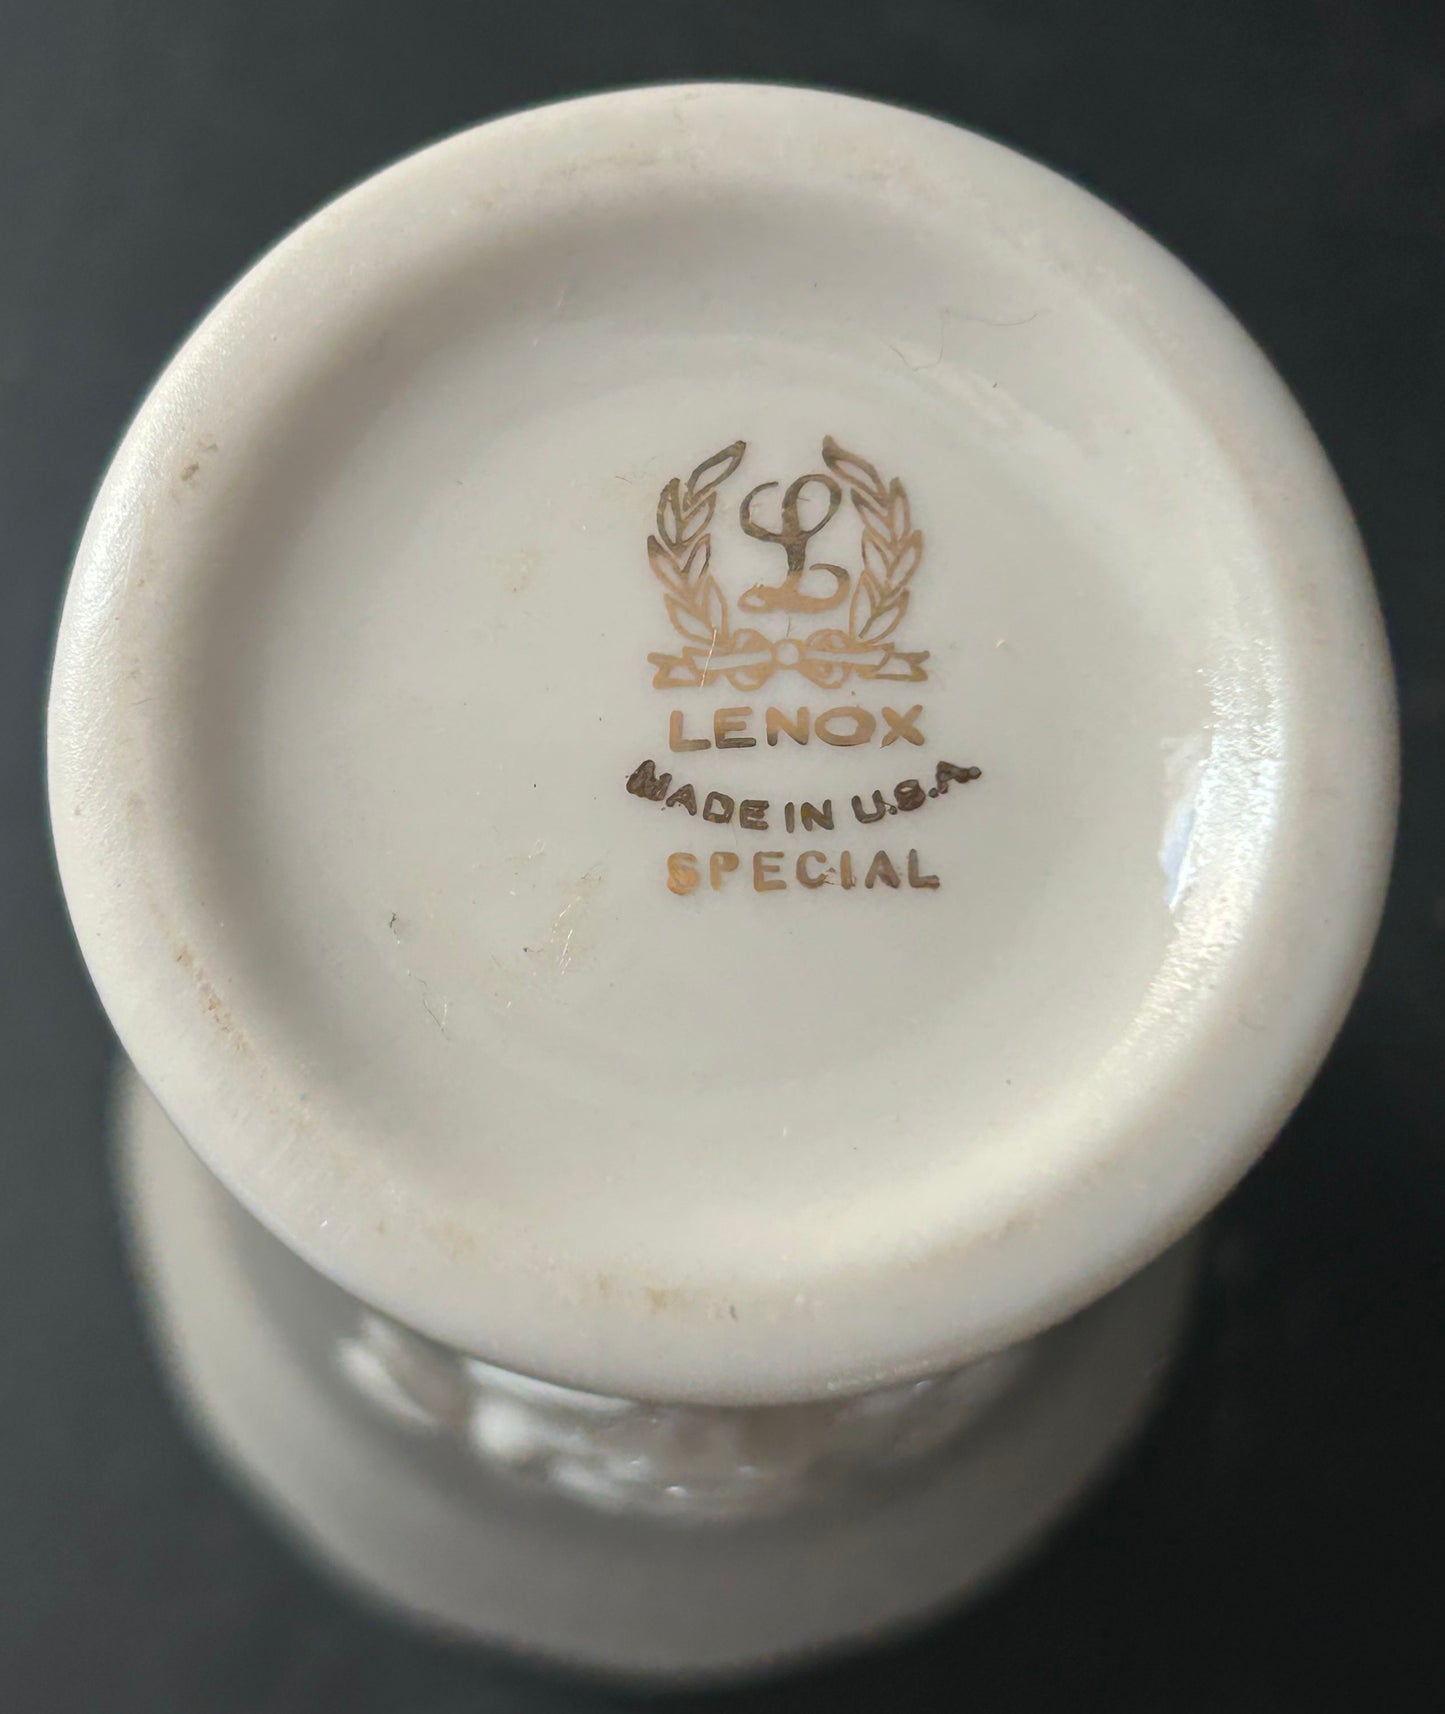 L
LENOX
MADE IN U.S.A.
SPECIAL